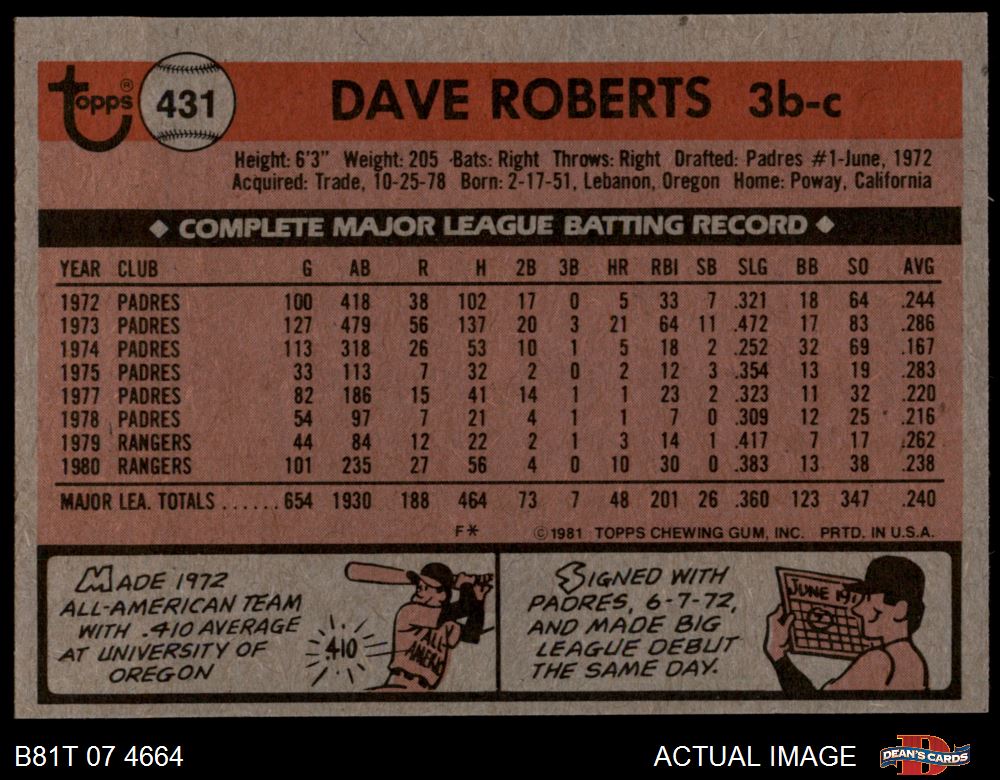 Topps® 431 DAVE ROBERTS 3b-c
Height: 6'3" Weight: 205 ·Bats: Right Throws: Right Drafted: Padres #1-June, 1972
Acquired: Trade, 10-25-78 Born: 2-17-51, Lebanon, Oregon Home: Poway, California
◆ COMPLETE MAJOR LEAGUE BATTING RECORD ◆
YEAR CLUB G AB R H 2B 3B HR RBI SB SLG BB SO AVG
1972 PADRES 100 418 38 102 17 0 5 33 7 .321 18 64 .244
1973 PADRES 127 479 56 137 20 3 21 64 11 .472 17 83 .286
1974 PADRES 113 318 26 53 10 1 5 18 2 .252 32 69 .167
1975 PADRES 33 113 7 32 2 0 2 12 3 .354 13 19 .283
1977 PADRES 82 186 15 41 14 1 1 23 2 .323 11 32 .220
1978 PADRES 54 97 7 21 4 1 1 7 0 .309 12 25 .216
1979 RANGERS 44 84 12 22 2 1 3 14 1 .417 7 17 .262
1980 RANGERS 101 235 27 56 4 0 10 30 0 .383 13 38 .238
MAJOR LEA. TOTALS ......654 1930 188 464 73 7 48 201 26 .360 123 347 .240
F* ©1981 TOPPS CHEWING GUM, INC. PRTD. IN U.S.A.
MADE 1972
ALL-AMERICAN TEAM
WITH .410 AVERAGE
AT UNIVERSITY OF
OREGON
.410
ALL
AMERI
SIGNED WITH
PADRES, 6-7-72,
AND MADE BIG
LEAGUE DEBUT
THE SAME DAY.
JUNE 197
B81T 07 4664 ACTUAL IMAGE DEAN'S CARDS